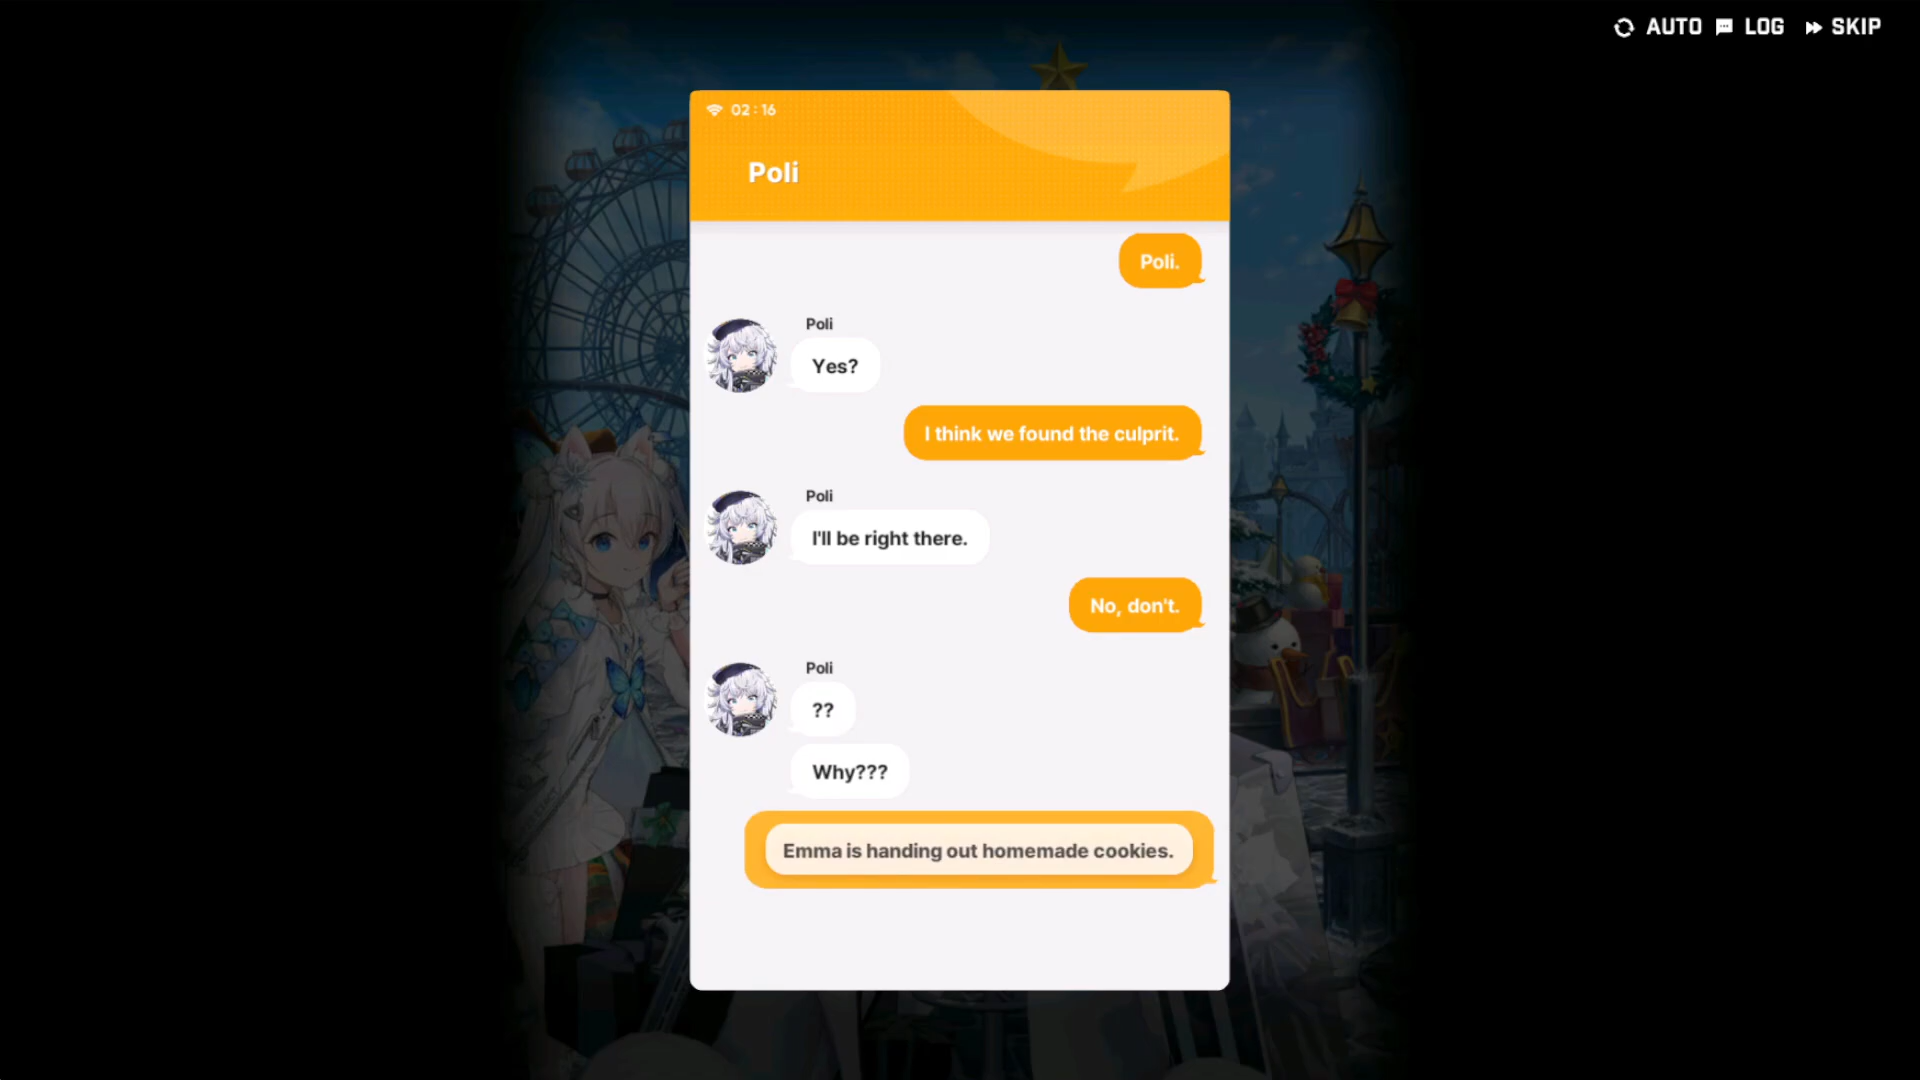 AUTO LOG SKIP
02:16
Poli
Poli.
Poli
Yes?
I think we found the culprit.
Poli
I'll be right there.
No, don't.
Poli
??
Why???
Emma is handing out homemade cookies.